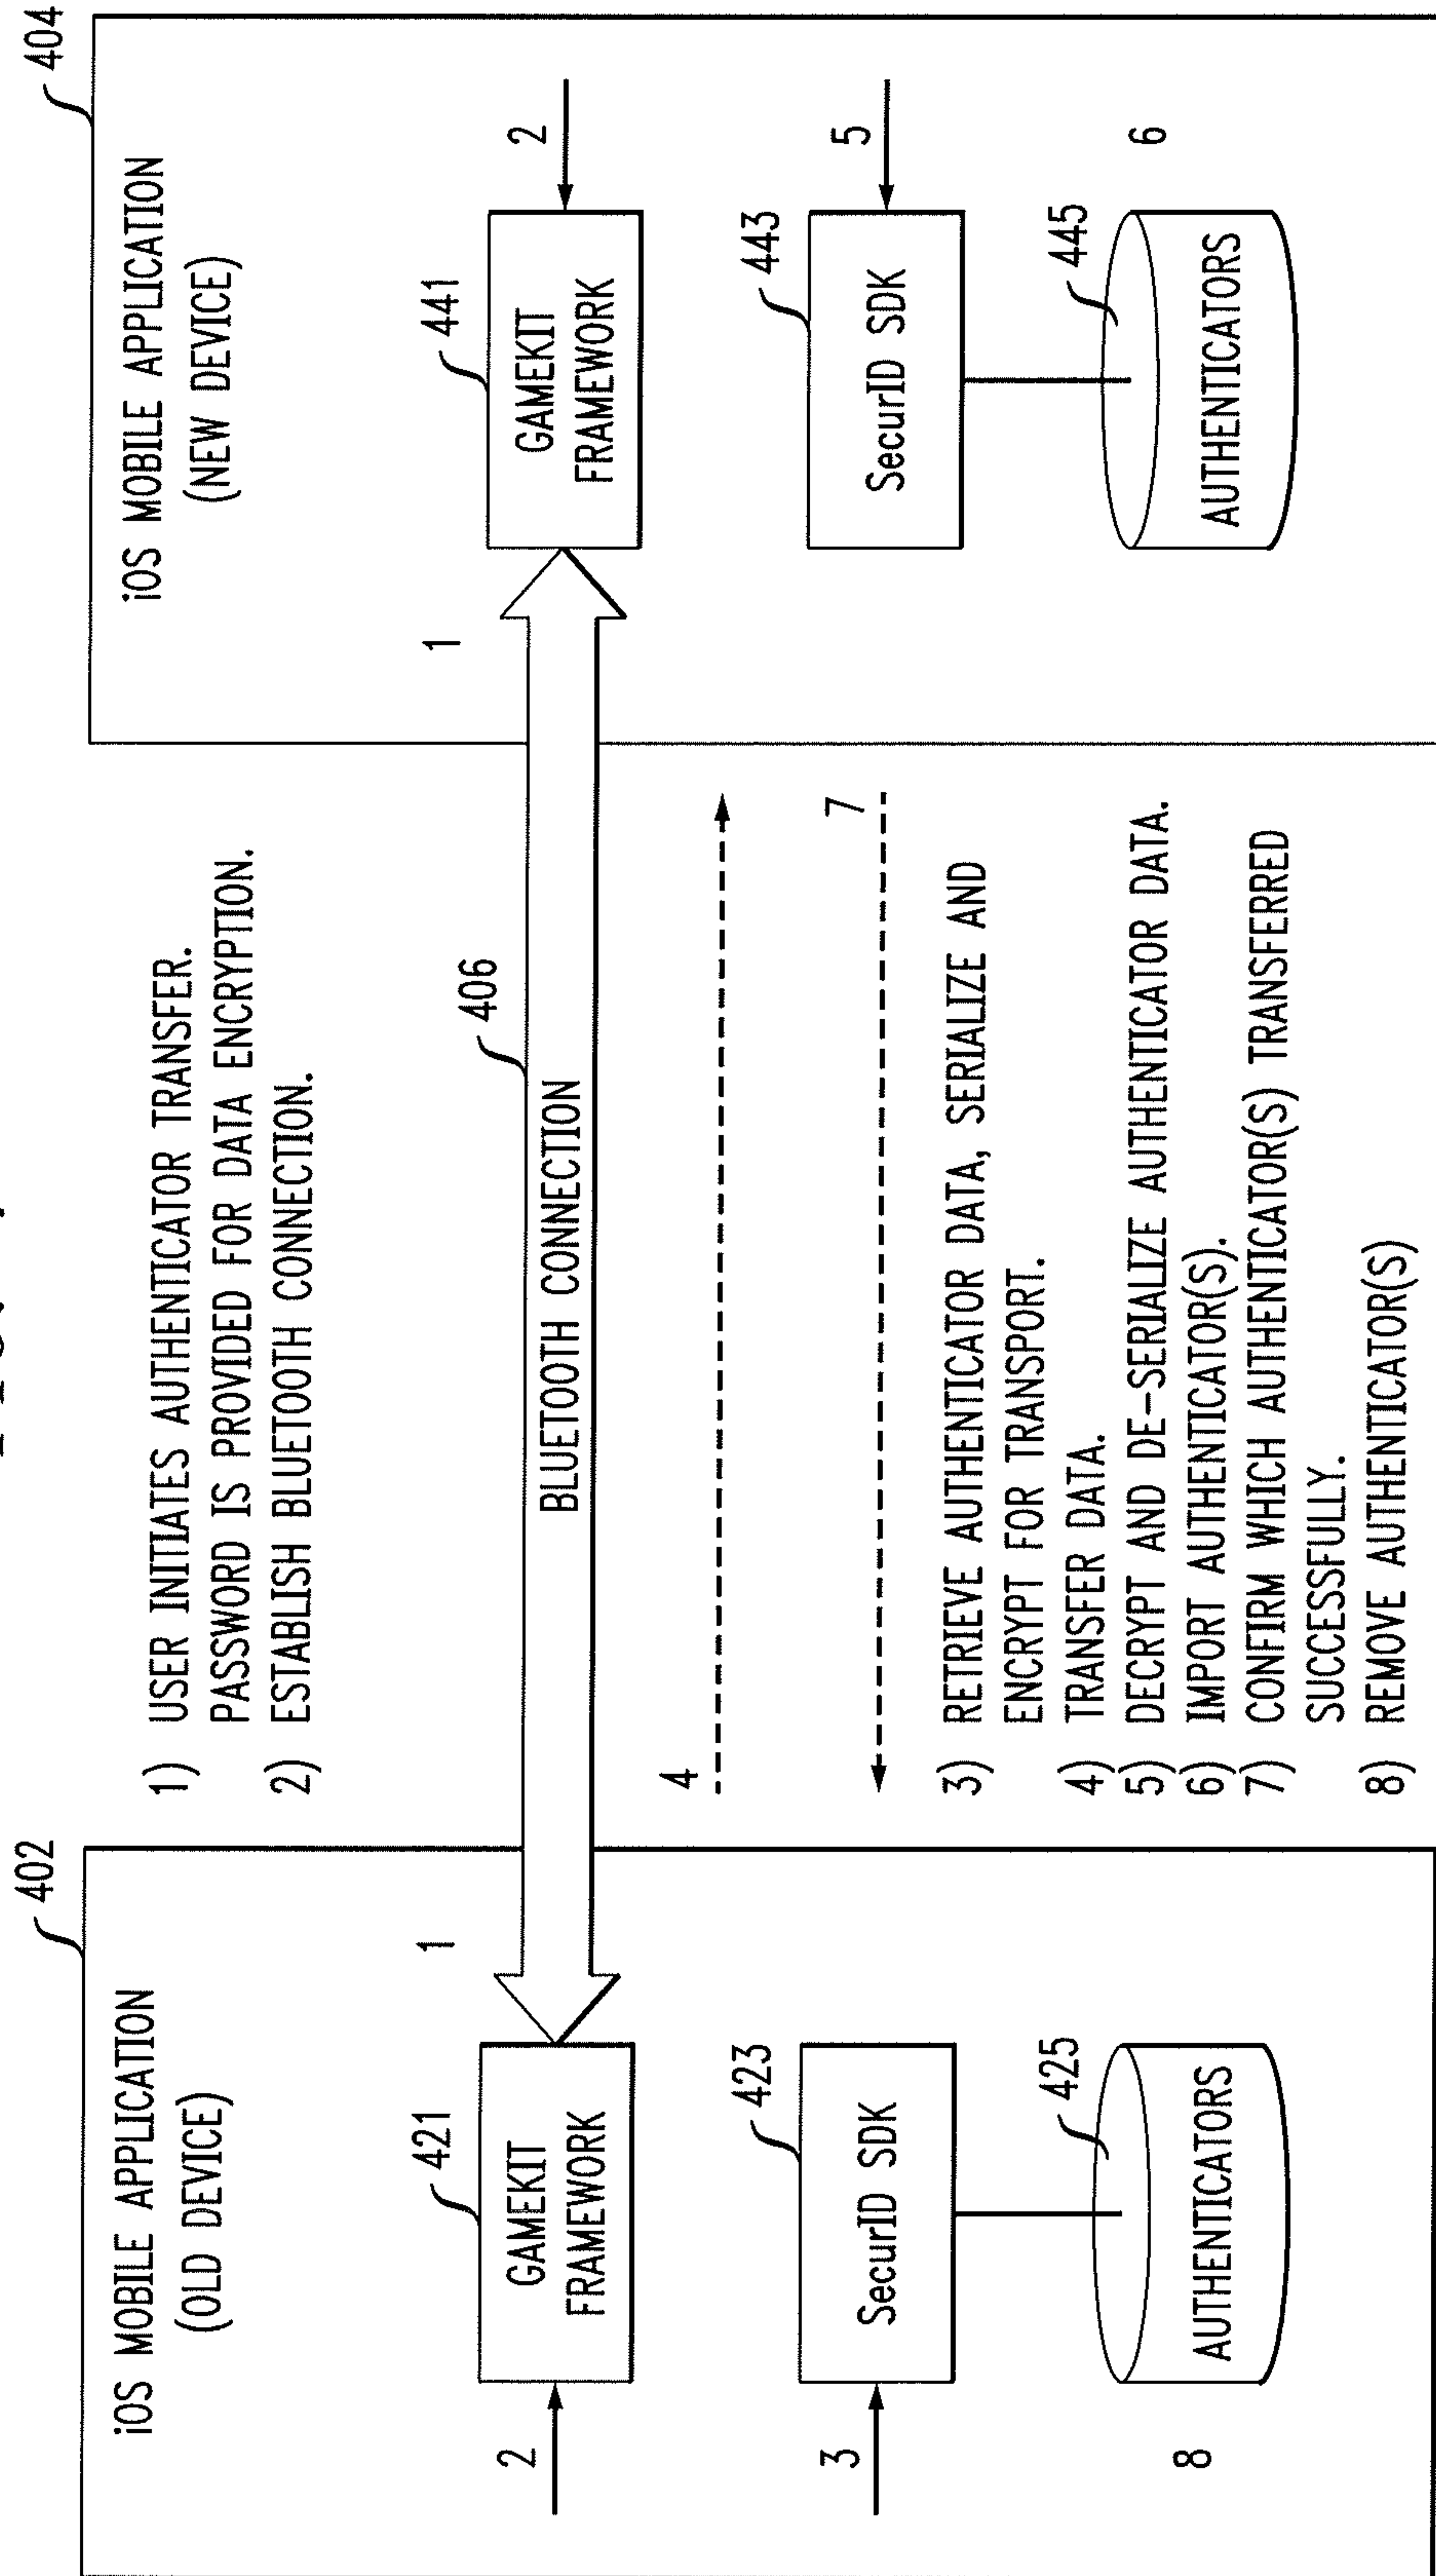 402
iOS MOBILE APPLICATION
(OLD DEVICE)
1
421
GAMEKIT
FRAMEWORK
2
423
SecurID SDK
3
425
AUTHENTICATORS
8
1) USER INITIATES AUTHENTICATOR TRANSFER.
PASSWORD IS PROVIDED FOR DATA ENCRYPTION.
2) ESTABLISH BLUETOOTH CONNECTION.
406
BLUETOOTH CONNECTION
4
7
3) RETRIEVE AUTHENTICATOR DATA, SERIALIZE AND
ENCRYPT FOR TRANSPORT.
4) TRANSFER DATA.
5) DECRYPT AND DE-SERIALIZE AUTHENTICATOR DATA.
6) IMPORT AUTHENTICATOR(S).
7) CONFIRM WHICH AUTHENTICATOR(S) TRANSFERRED
SUCCESSFULLY.
8) REMOVE AUTHENTICATOR(S)
404
iOS MOBILE APPLICATION
(NEW DEVICE)
1
441
GAMEKIT
FRAMEWORK
2
443
SecurID SDK
5
445
AUTHENTICATORS
6